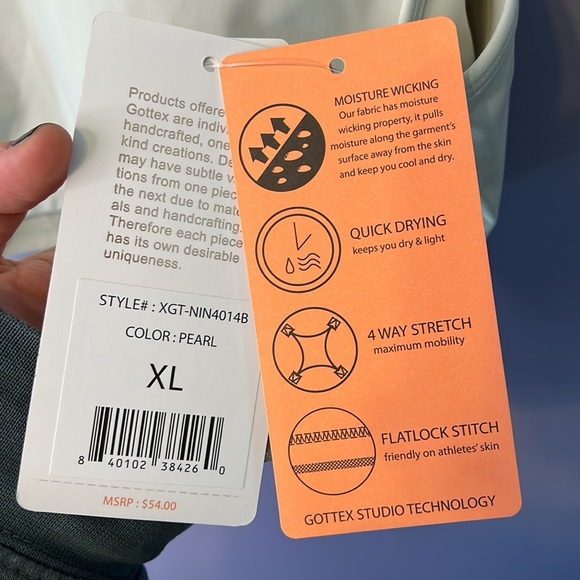 Products offere
Gottex are indiv
handcrafted, one
kind creations. De
may have subtle v
tions from one piec
the next due to mate
als and handcrafting.
Therefore each piece
has its own desirable
uniqueness.
STYLE# : XGT-NIN4014B
COLOR : PEARL
XL
8 40102 38426 0
MSRP : $54.00
MOISTURE WICKING
Our fabric has moisture
wicking property, it pulls
moisture along the garment's
surface away from the skin
and keep you cool and dry.
QUICK DRYING
keeps you dry & light
4 WAY STRETCH
maximum mobility
FLATLOCK STITCH
friendly on athletes' skin
GOTTEX STUDIO TECHNOLOGY